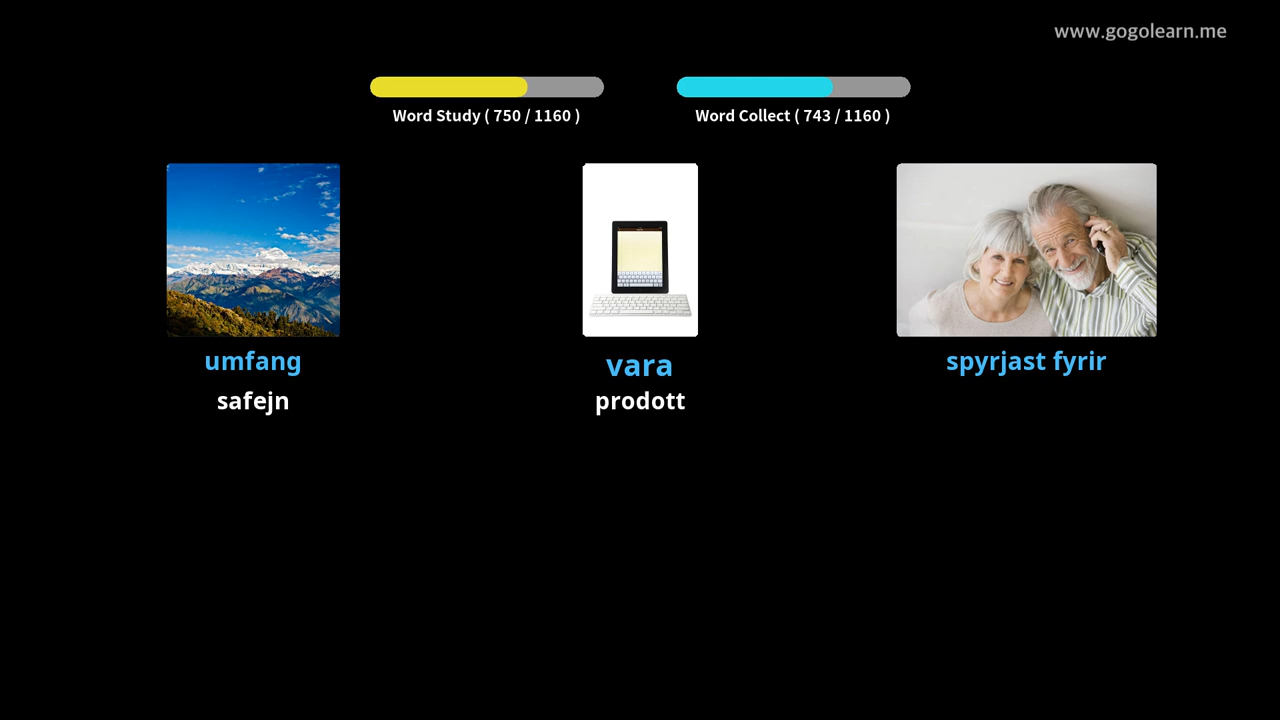 www.gogolearn.me
Word Study ( 750 / 1160 )
Word Collect ( 743 / 1160 )
umfang
safejn
vara
prodott
spyrjast fyrir